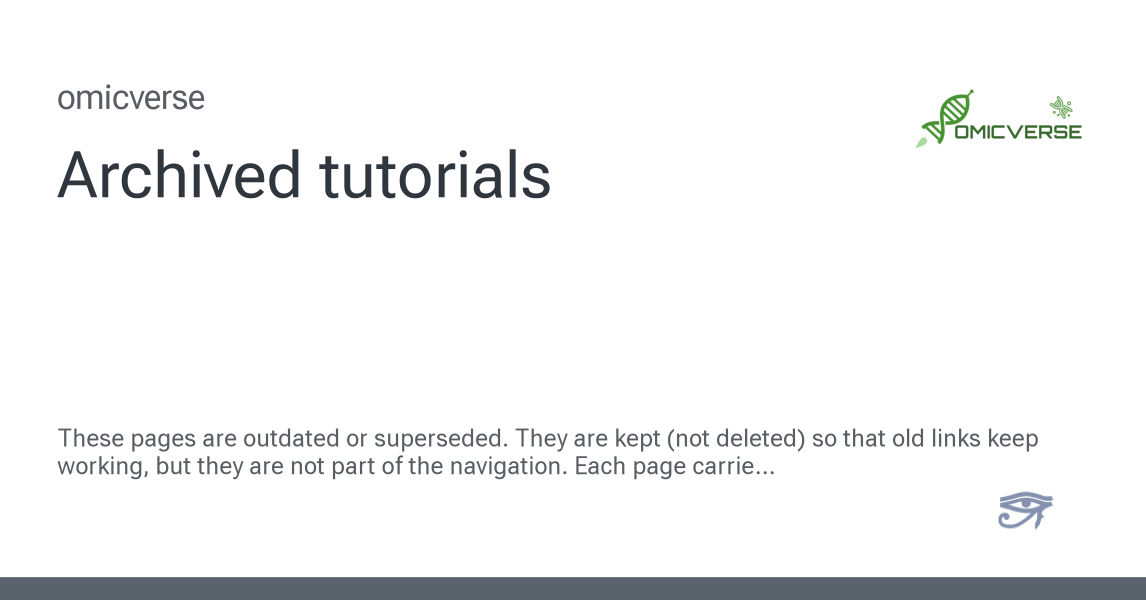 omicverse
OMICVERSE
Archived tutorials
These pages are outdated or superseded. They are kept (not deleted) so that old links keep
working, but they are not part of the navigation. Each page carrie...